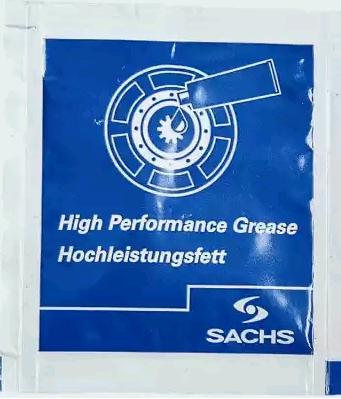 High Performance Grease
Hochleistungsfett
SACHS